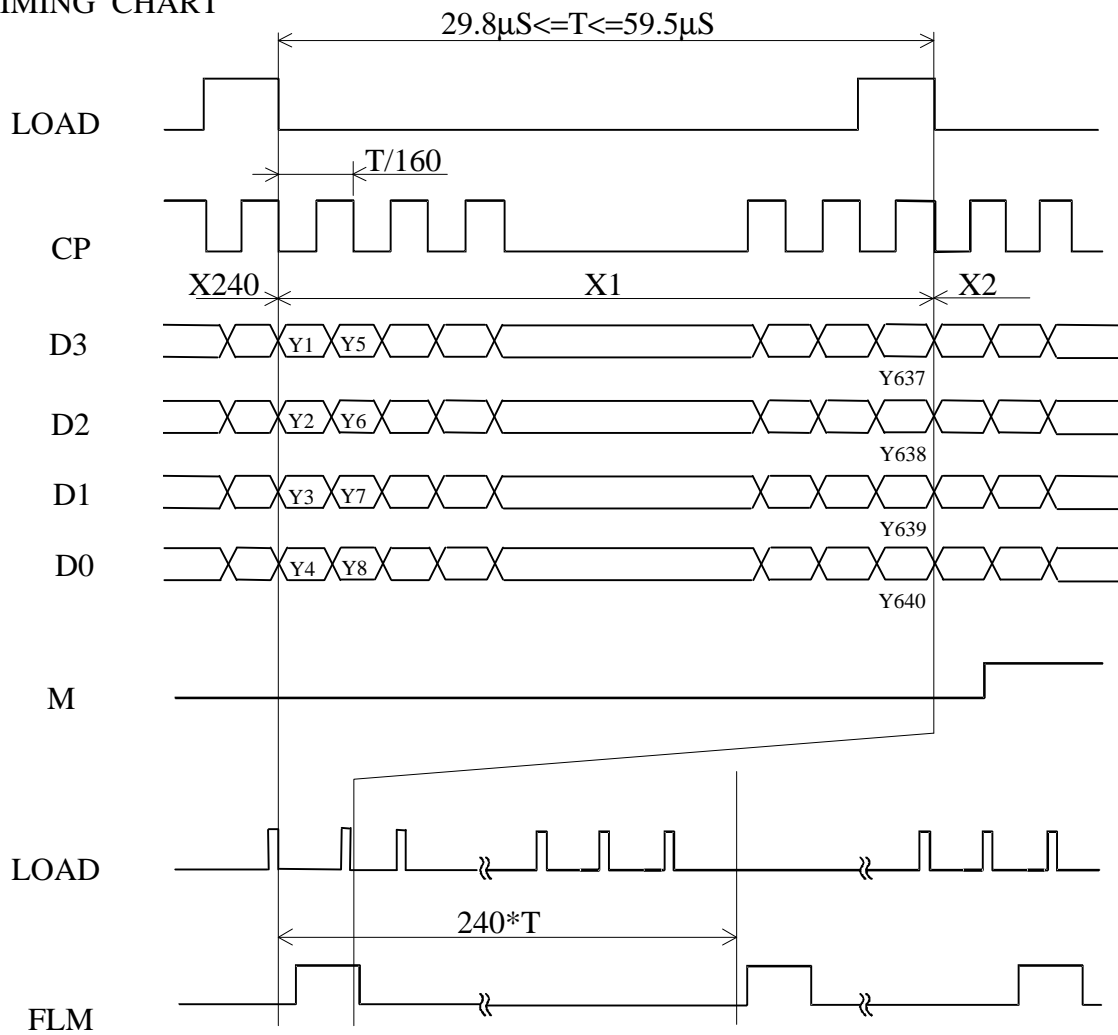 IMING CHART
29.8μS<=T<=59.5μS
LOAD
T/160
CP
X240 X1 X2
D3 Y1 Y5
Y637
D2 Y2 Y6
Y638
D1 Y3 Y7
Y639
D0 Y4 Y8
Y640
M
LOAD
240*T
FLM